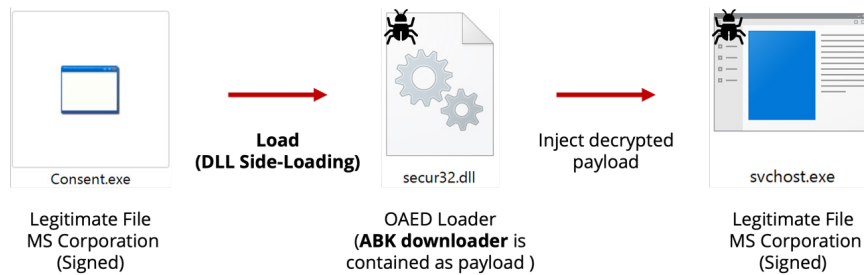 Load
(DLL Side-Loading)
Inject decrypted
payload
Consent.exe
secur32.dll
svchost.exe
Legitimate File
MS Corporation
(Signed)
OAED Loader
(ABK downloader is
contained as payload )
Legitimate File
MS Corporation
(Signed)